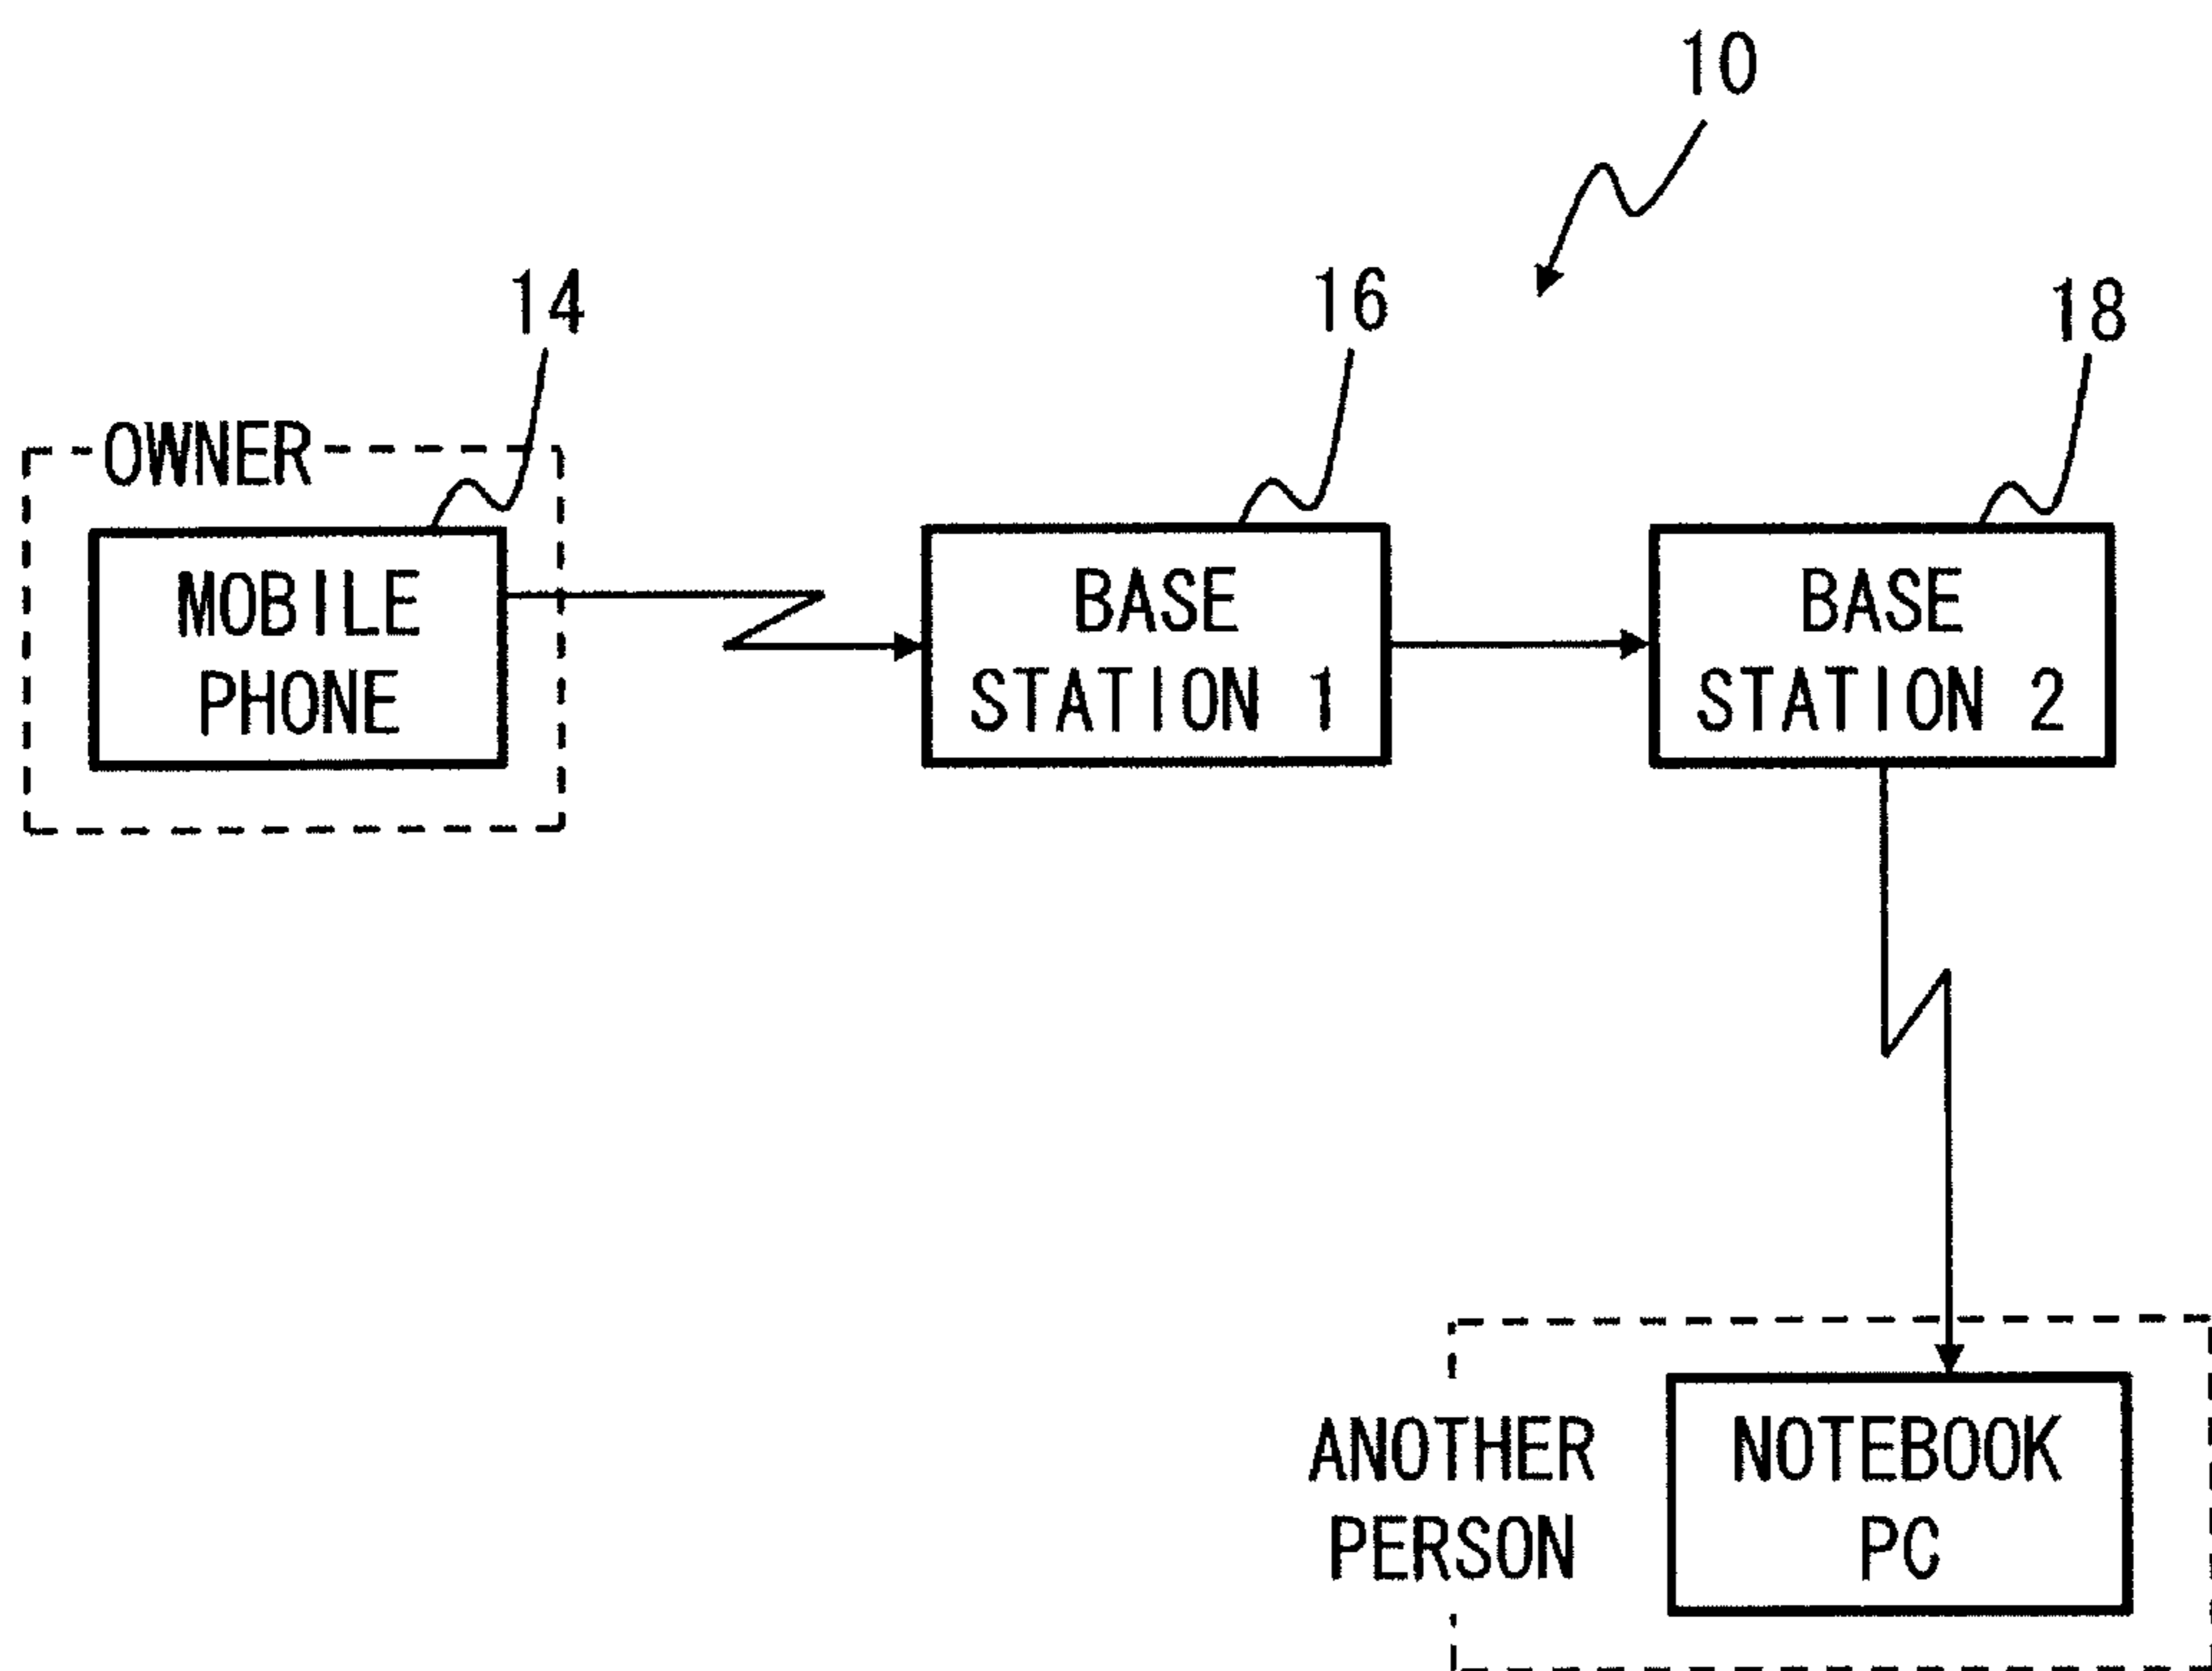 10
14
16
18
OWNER
MOBILE
PHONE
BASE
STATION 1
BASE
STATION 2
ANOTHER
PERSON
NOTEBOOK
PC